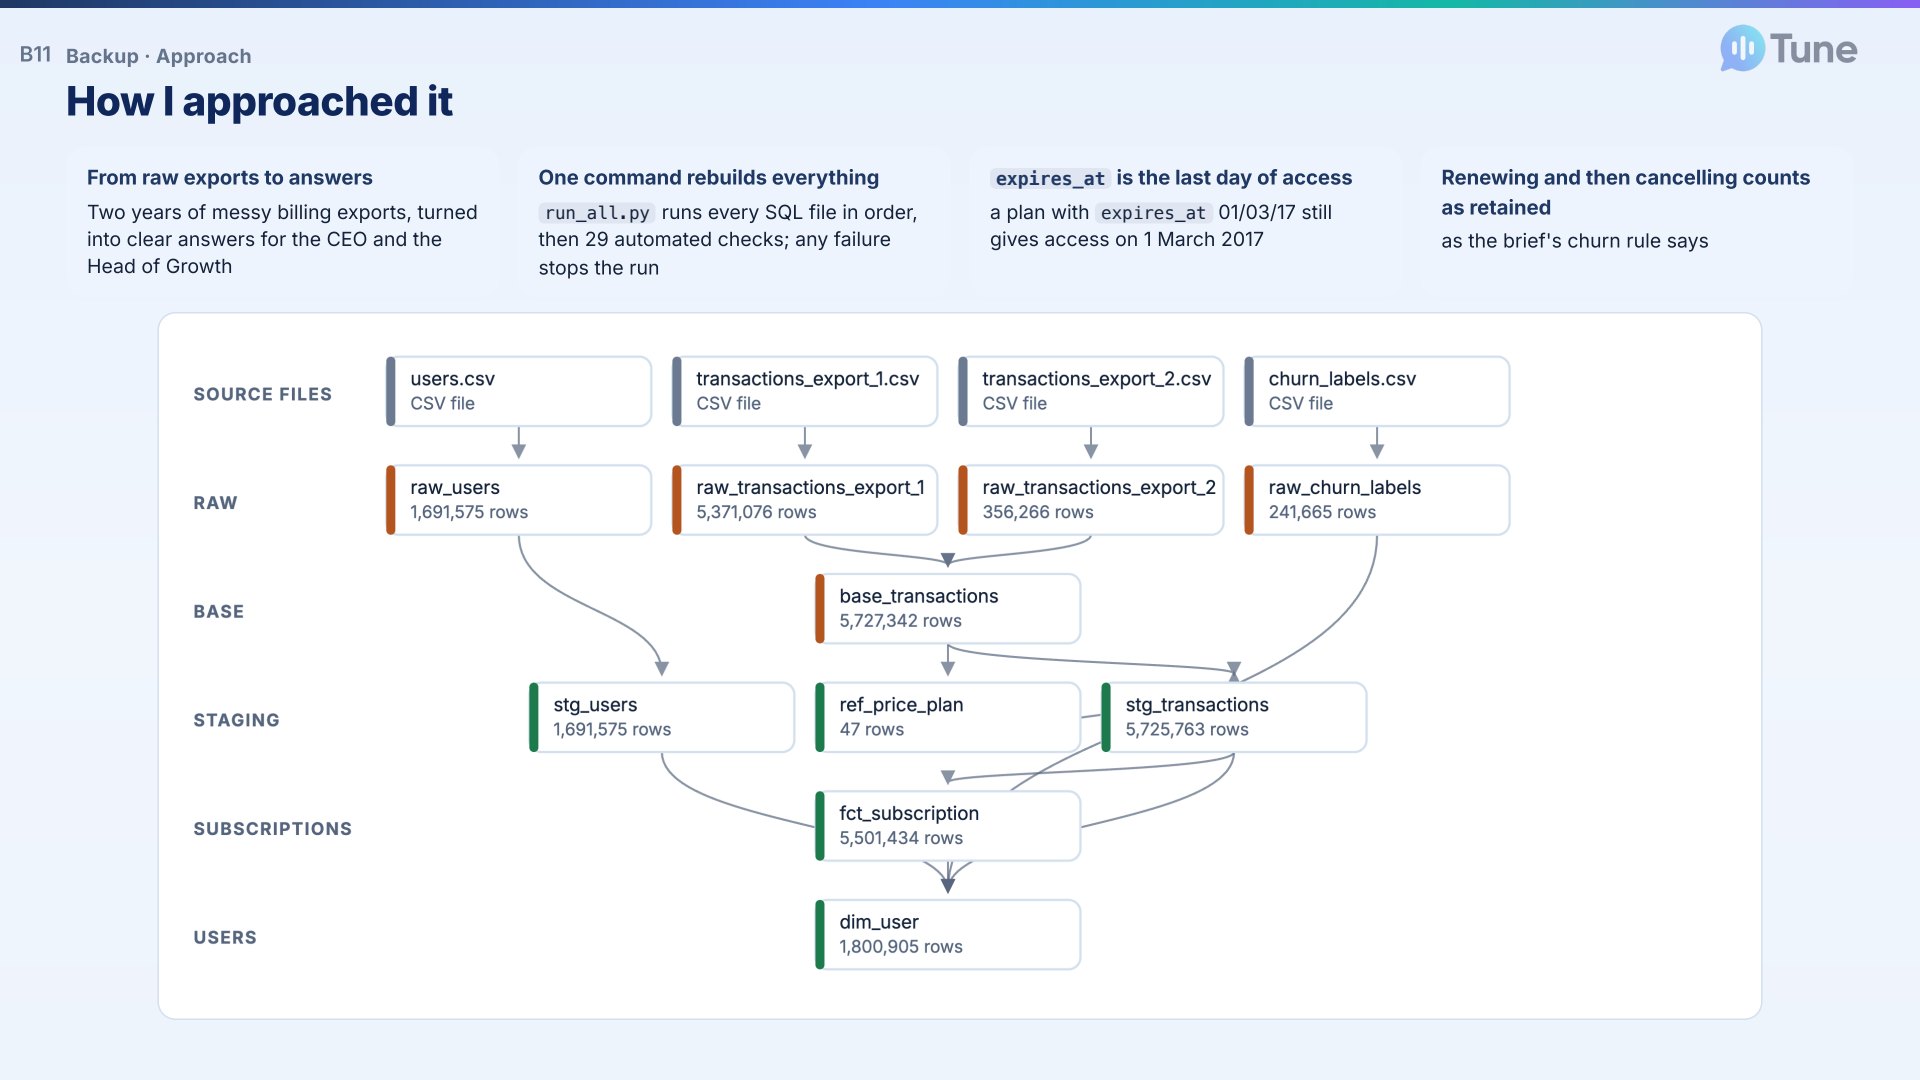 B11 Backup · Approach
Tune
How I approached it
From raw exports to answers
Two years of messy billing exports, turned
into clear answers for the CEO and the
Head of Growth
One command rebuilds everything
run_all.py runs every SQL file in order,
then 29 automated checks; any failure
stops the run
expires_at is the last day of access
a plan with expires_at 01/03/17 still
gives access on 1 March 2017
Renewing and then cancelling counts
as retained
as the brief's churn rule says
SOURCE FILES
users.csv
CSV file
transactions_export_1.csv
CSV file
transactions_export_2.csv
CSV file
churn_labels.csv
CSV file
RAW
raw_users
1,691,575 rows
raw_transactions_export_1
5,371,076 rows
raw_transactions_export_2
356,266 rows
raw_churn_labels
241,665 rows
BASE
base_transactions
5,727,342 rows
STAGING
stg_users
1,691,575 rows
ref_price_plan
47 rows
stg_transactions
5,725,763 rows
SUBSCRIPTIONS
fct_subscription
5,501,434 rows
USERS
dim_user
1,800,905 rows